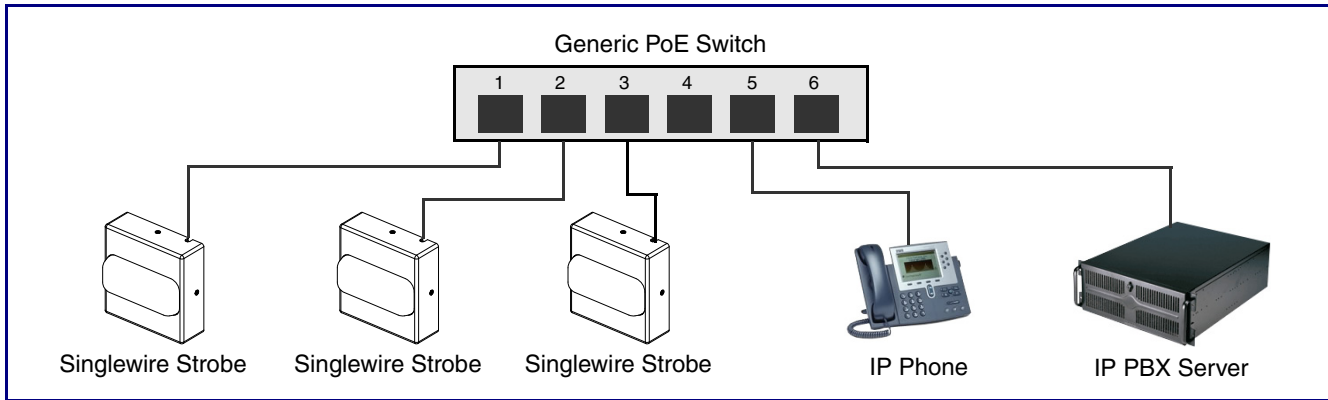 Generic PoE Switch
1 2 3 4 5 6
Singlewire Strobe Singlewire Strobe Singlewire Strobe IP Phone IP PBX Server